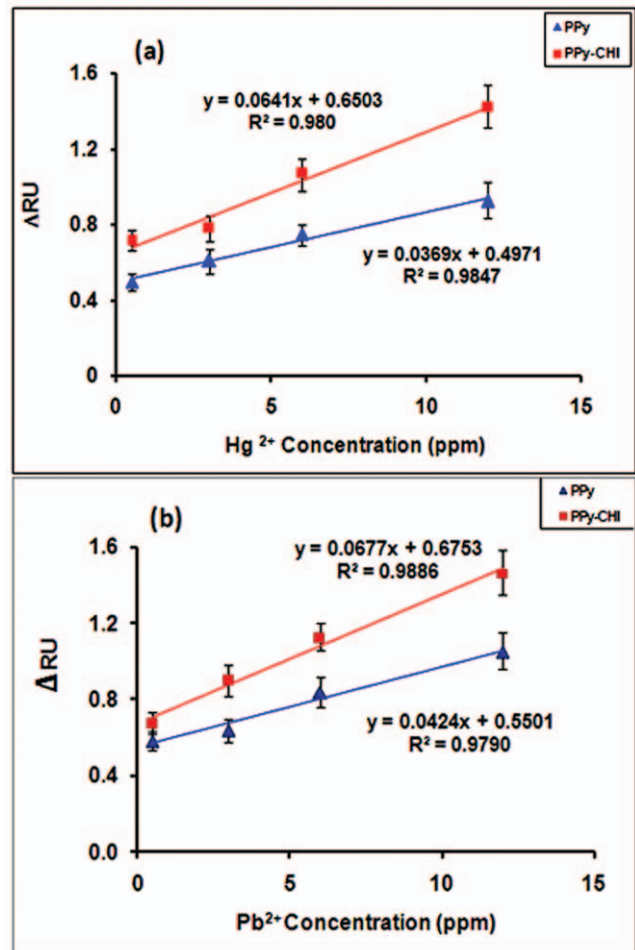 (a)
PPy
PPy-CHI
1.6
y = 0.0641x + 0.6503
R² = 0.980
1.2
ΛRU
0.8
y = 0.0369x + 0.4971
R² = 0.9847
0.4
0
0
5
10
15
Hg ²⁺ Concentration (ppm)
(b)
PPy
PPy-CHI
1.6
y = 0.0677x + 0.6753
R² = 0.9886
1.2
Δ RU
0.8
y = 0.0424x + 0.5501
R² = 0.9790
0.4
0.0
0
5
10
15
Pb²⁺ Concentration (ppm)